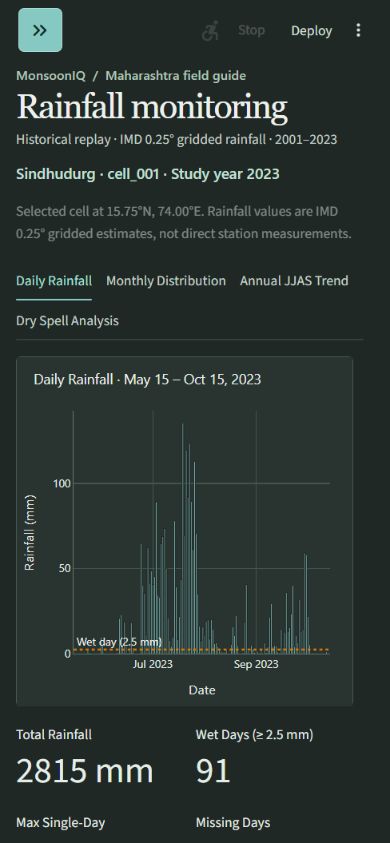 Stop Deploy
MonsoonIQ / Maharashtra field guide
Rainfall monitoring
Historical replay · IMD 0.25° gridded rainfall · 2001–2023
Sindhudurg · cell_001 · Study year 2023
Selected cell at 15.75°N, 74.00°E. Rainfall values are IMD
0.25° gridded estimates, not direct station measurements.
Daily Rainfall Monthly Distribution Annual JJAS Trend
Dry Spell Analysis
Daily Rainfall · May 15 – Oct 15, 2023
Rainfall (mm)
100
50
Wet day (2.5 mm)
0
Jul 2023 Sep 2023
Date
Total Rainfall Wet Days (≥ 2.5 mm)
2815 mm 91
Max Single-Day Missing Days